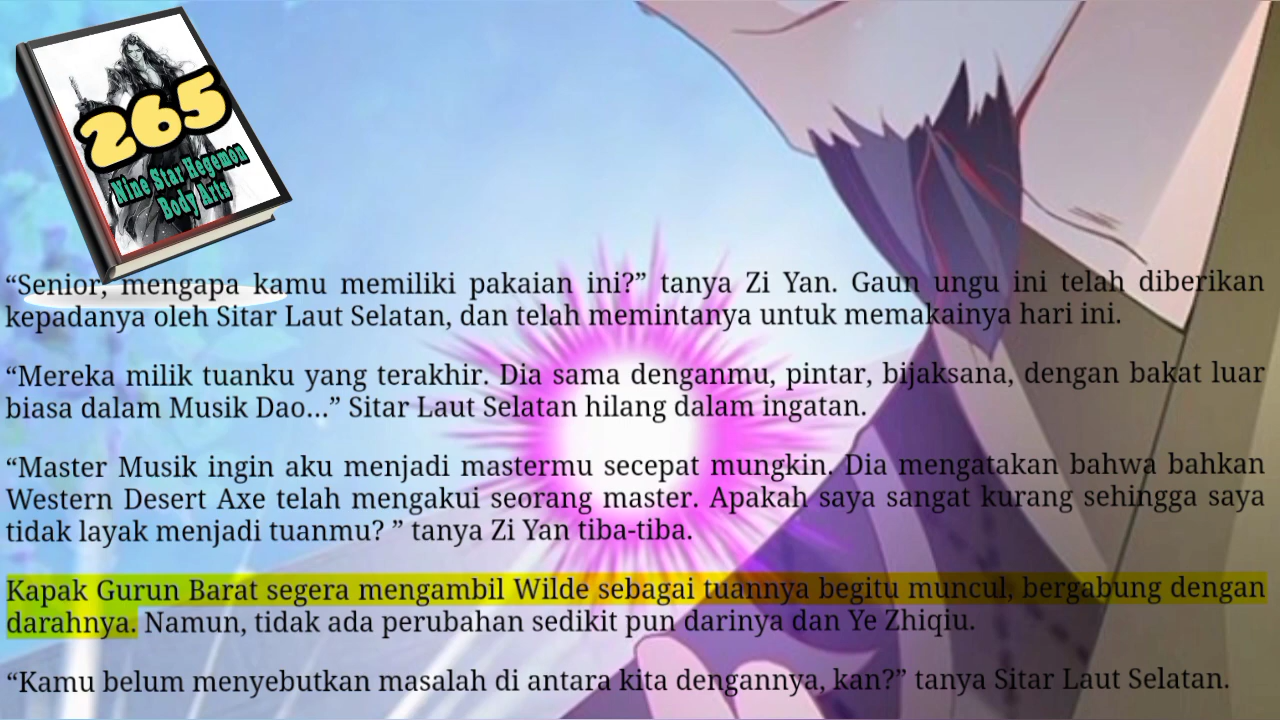 265
Nine Star Hegemon
Body Arts
“Senior, mengapa kamu memiliki pakaian ini?” tanya Zi Yan. Gaun ungu ini telah diberikan
kepadanya oleh Sitar Laut Selatan, dan telah memintanya untuk memakainya hari ini.
“Mereka milik tuanku yang terakhir. Dia sama denganmu, pintar, bijaksana, dengan bakat luar
biasa dalam Musik Dao...” Sitar Laut Selatan hilang dalam ingatan.
“Master Musik ingin aku menjadi mastermu secepat mungkin. Dia mengatakan bahwa bahkan
Western Desert Axe telah mengakui seorang master. Apakah saya sangat kurang sehingga saya
tidak layak menjadi tuanmu? ” tanya Zi Yan tiba-tiba.
Kapak Gurun Barat segera mengambil Wilde sebagai tuannya begitu muncul, bergabung dengan
darahnya. Namun, tidak ada perubahan sedikit pun darinya dan Ye Zhiqiu.
“Kamu belum menyebutkan masalah di antara kita dengannya, kan?” tanya Sitar Laut Selatan.